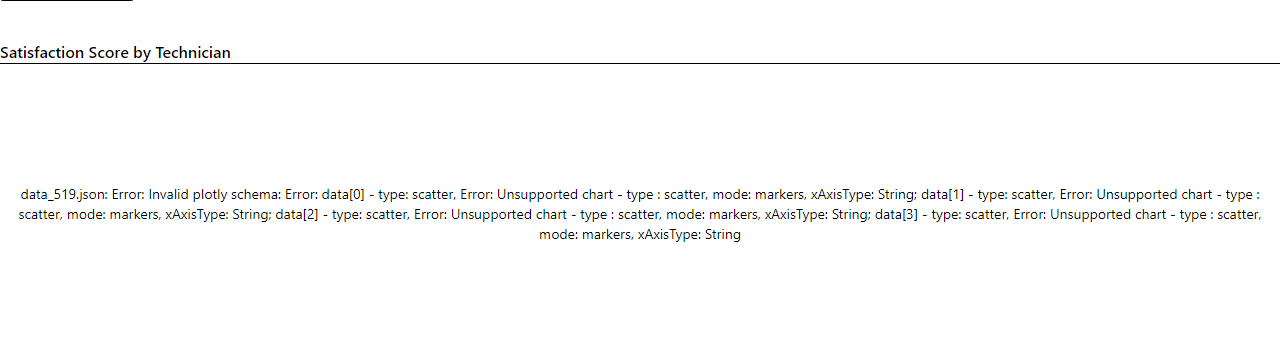 Satisfaction Score by Technician
data_519.json: Error: Invalid plotly schema: Error: data[0] - type: scatter, Error: Unsupported chart - type : scatter, mode: markers, xAxisType: String; data[1] - type: scatter, Error: Unsupported chart - type :
scatter, mode: markers, xAxisType: String; data[2] - type: scatter, Error: Unsupported chart - type : scatter, mode: markers, xAxisType: String; data[3] - type: scatter, Error: Unsupported chart - type : scatter,
mode: markers, xAxisType: String